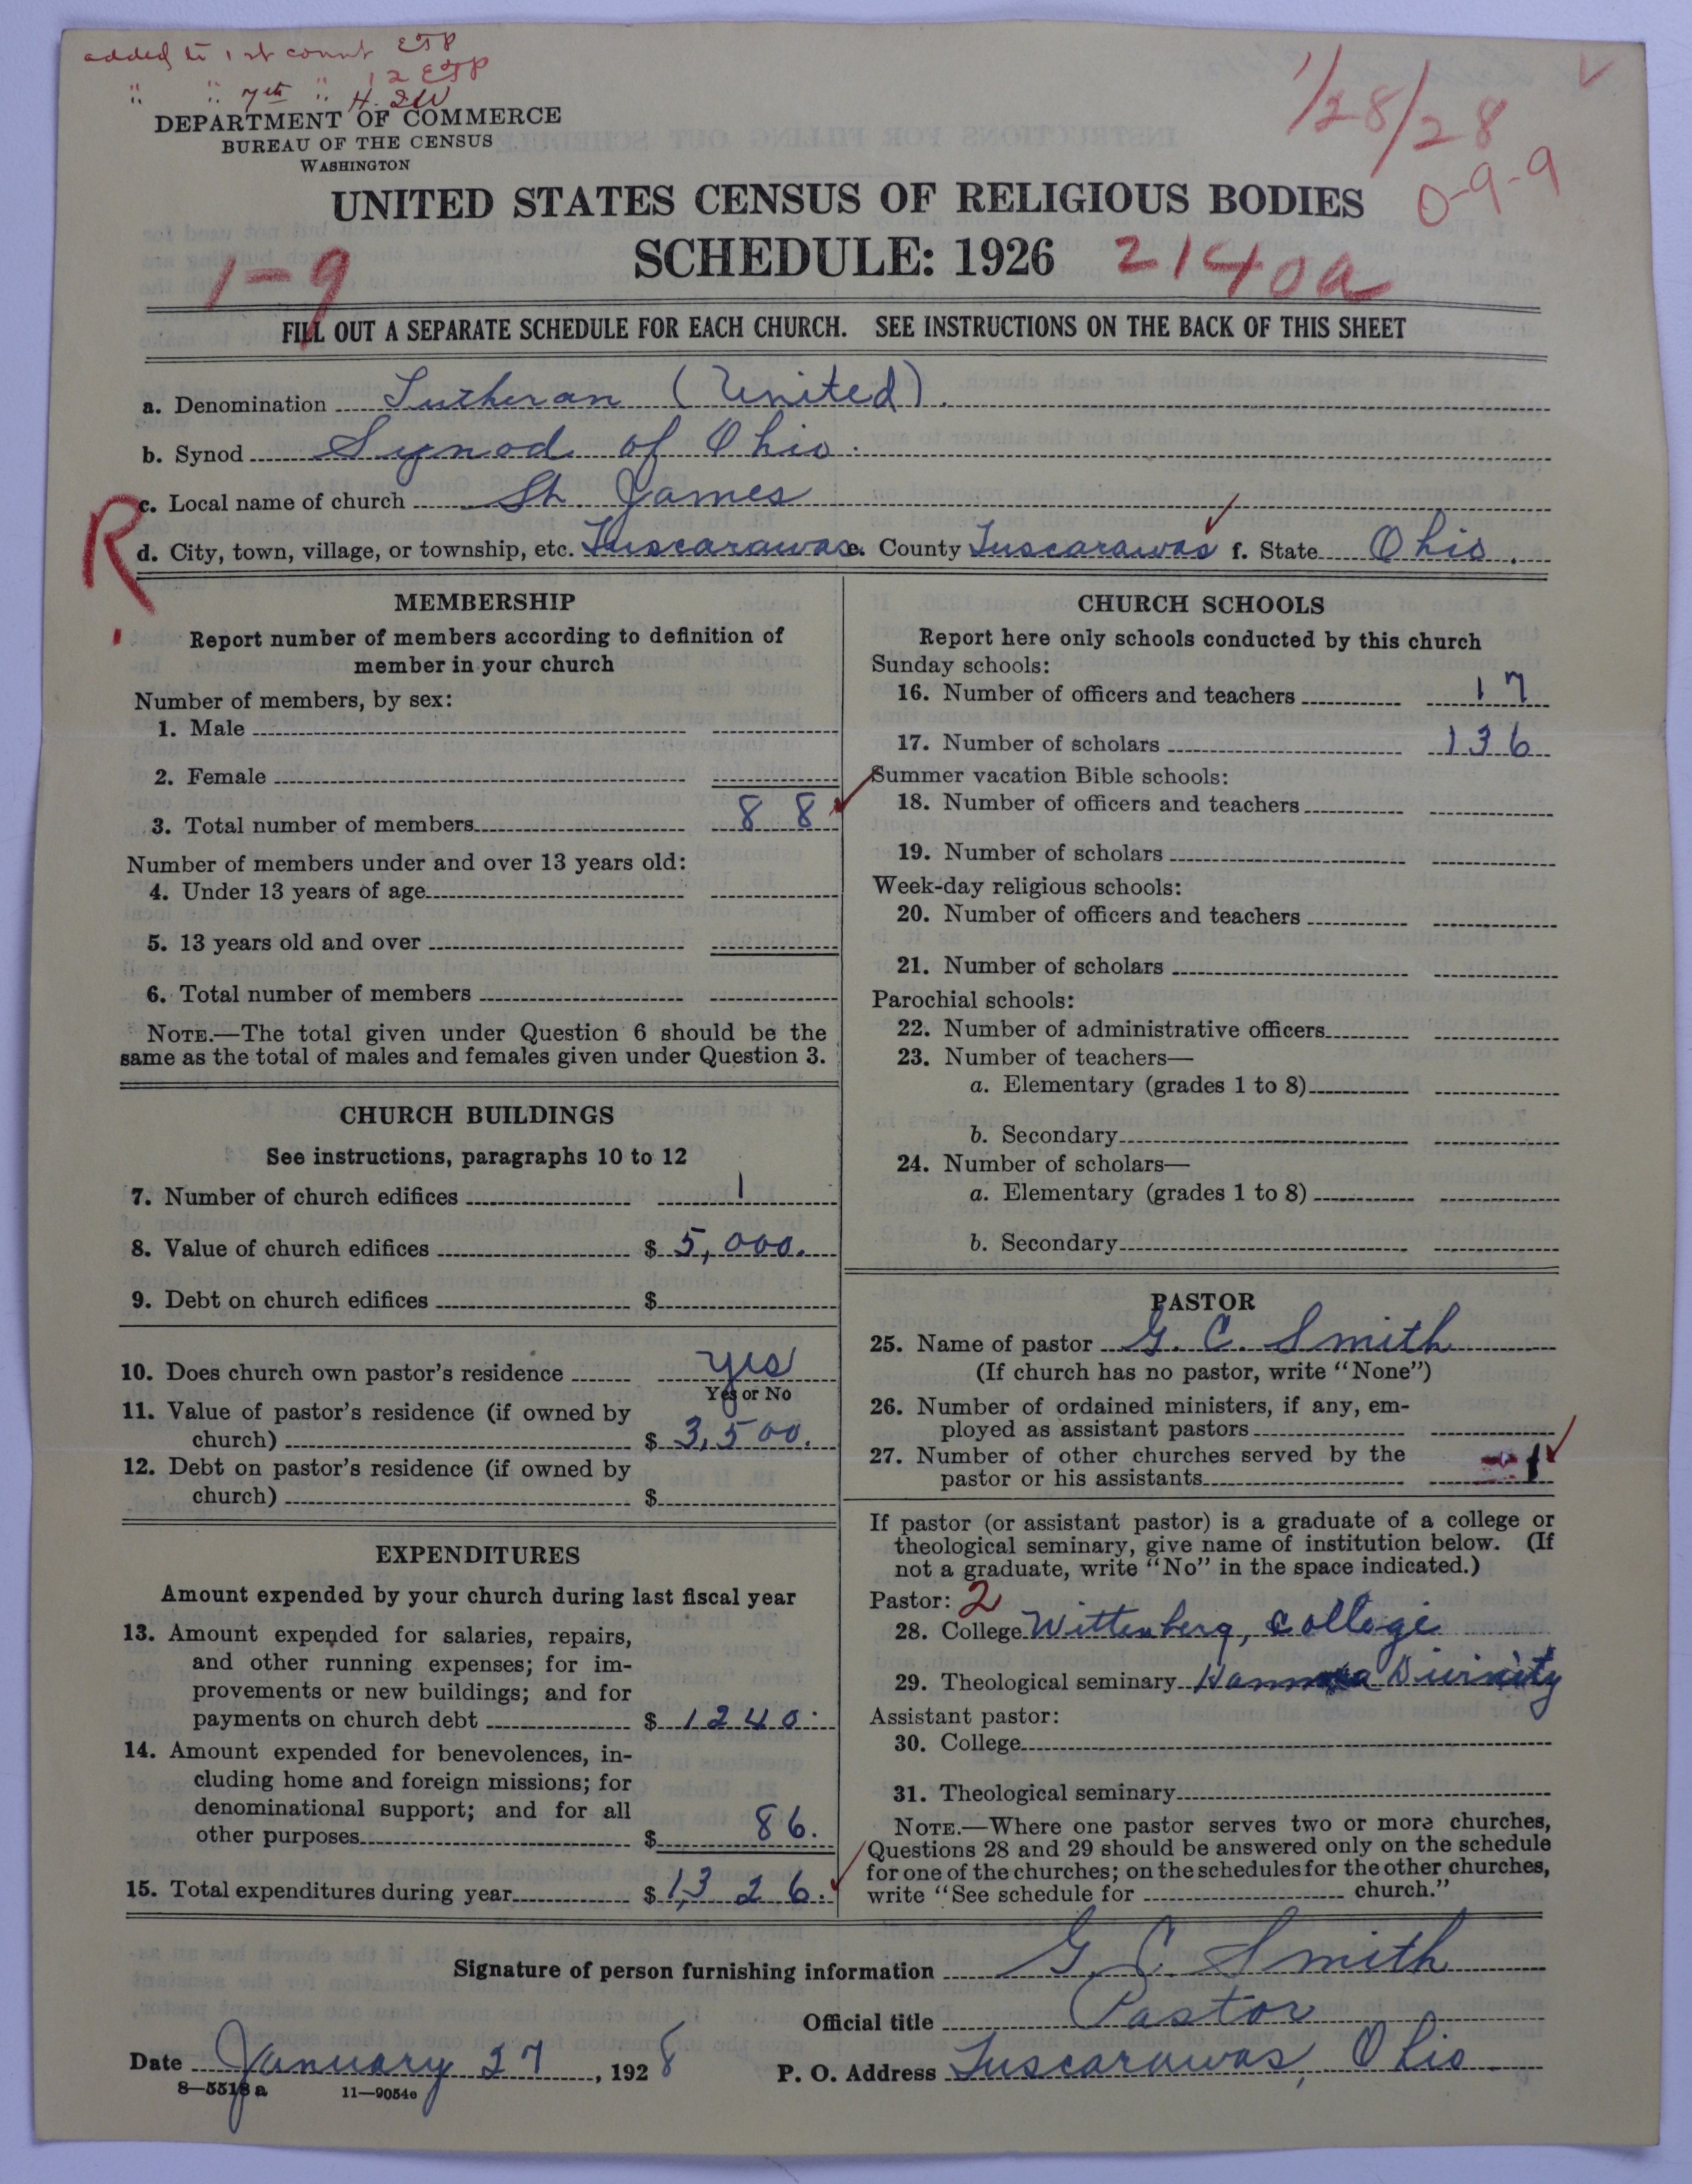 added to 1st count ETP
" " 7th " 12 ETP
H. SW
1/28/28
0-9-9
DEPARTMENT OF COMMERCE
BUREAU OF THE CENSUS
WASHINGTON
UNITED STATES CENSUS OF RELIGIOUS BODIES
SCHEDULE: 1926 2140a
1-9
FILL OUT A SEPARATE SCHEDULE FOR EACH CHURCH. SEE INSTRUCTIONS ON THE BACK OF THIS SHEET
a. Denomination Lutheran (United).
b. Synod Synod of Ohio.
R
c. Local name of church St. James
d. City, town, village, or township, etc. Tuscarawas e. County Tuscarawas f. State Ohio.
MEMBERSHIP
Report number of members according to definition of
member in your church
Number of members, by sex:
1. Male
2. Female
3. Total number of members 88
Number of members under and over 13 years old:
4. Under 13 years of age
5. 13 years old and over
6. Total number of members
NOTE.—The total given under Question 6 should be the
same as the total of males and females given under Question 3.
CHURCH BUILDINGS
See instructions, paragraphs 10 to 12
7. Number of church edifices 1
8. Value of church edifices $ 5,000.
9. Debt on church edifices $
10. Does church own pastor's residence yes
Yes or No
11. Value of pastor's residence (if owned by
church) $ 3,500.
12. Debt on pastor's residence (if owned by
church) $
EXPENDITURES
Amount expended by your church during last fiscal year
13. Amount expended for salaries, repairs,
and other running expenses; for im-
provements or new buildings; and for
payments on church debt $ 1240.
14. Amount expended for benevolences, in-
cluding home and foreign missions; for
denominational support; and for all
other purposes $ 86.
15. Total expenditures during year $ 1,326.
CHURCH SCHOOLS
Report here only schools conducted by this church
Sunday schools:
16. Number of officers and teachers 17
17. Number of scholars 136
Summer vacation Bible schools:
18. Number of officers and teachers
19. Number of scholars
Week-day religious schools:
20. Number of officers and teachers
21. Number of scholars
Parochial schools:
22. Number of administrative officers
23. Number of teachers—
a. Elementary (grades 1 to 8)
b. Secondary
24. Number of scholars—
a. Elementary (grades 1 to 8)
b. Secondary
PASTOR
25. Name of pastor G. C. Smith
(If church has no pastor, write "None")
26. Number of ordained ministers, if any, em-
ployed as assistant pastors
27. Number of other churches served by the
pastor or his assistants 1
If pastor (or assistant pastor) is a graduate of a college or
theological seminary, give name of institution below. (If
not a graduate, write "No" in the space indicated.)
Pastor: 2
28. College Wittenberg, College
29. Theological seminary Hamma Divinity
Assistant pastor:
30. College
31. Theological seminary
NOTE.—Where one pastor serves two or more churches,
Questions 28 and 29 should be answered only on the schedule
for one of the churches; on the schedules for the other churches,
write "See schedule for church."
Signature of person furnishing information G. C. Smith
Official title Pastor
Date January 27, 1928 P. O. Address Tuscarawas, Ohio
8—5518a 11—9054e